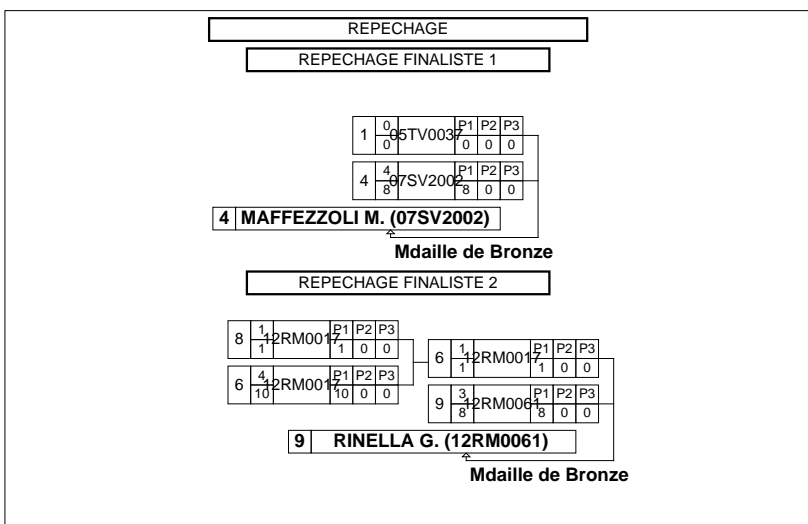 REPECHAGE
REPECHAGE FINALISTE 1
1 0 05TV0037 P1 P2 P3
0 0 0 0
4 4 07SV2002 P1 P2 P3
8 8 0 0
4 MAFFEZZOLI M. (07SV2002)
Mdaille de Bronze
REPECHAGE FINALISTE 2
8 1 12RM0017 P1 P2 P3
1 1 0 0
6 4 12RM0017 P1 P2 P3
10 10 0 0
6 1 12RM0017 P1 P2 P3
1 1 0 0
9 3 12RM0061 P1 P2 P3
8 8 0 0
9 RINELLA G. (12RM0061)
Mdaille de Bronze